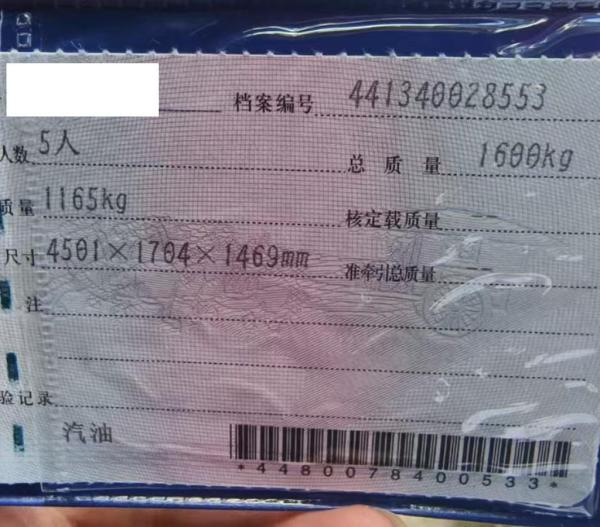 档案编号 441340028553
人数 5人 总质量 1600kg
质量 1165kg 核定载质量
尺寸 4501×1704×1469mm 准牵引总质量 —
注
验记录
汽油
*4480078400533*